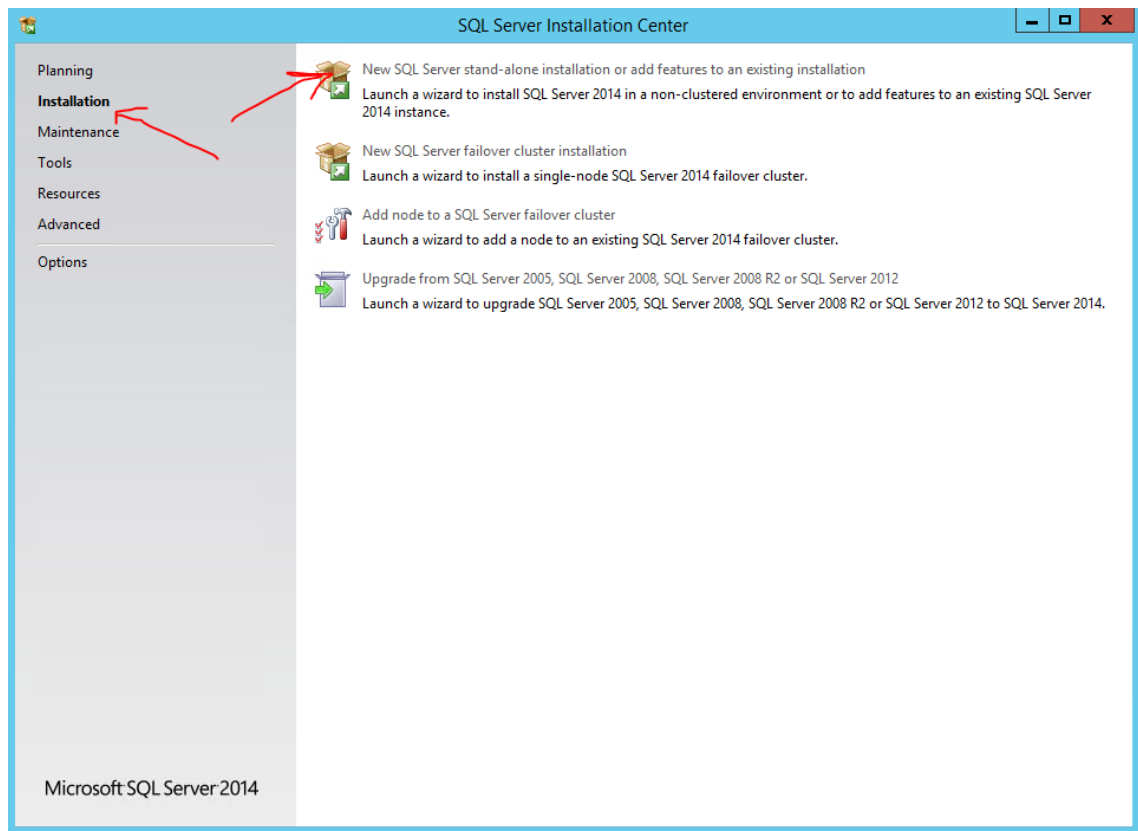 SQL Server Installation Center
Planning
Installation
Maintenance
Tools
Resources
Advanced
Options
New SQL Server stand-alone installation or add features to an existing installation
Launch a wizard to install SQL Server 2014 in a non-clustered environment or to add features to an existing SQL Server
2014 instance.
New SQL Server failover cluster installation
Launch a wizard to install a single-node SQL Server 2014 failover cluster.
Add node to a SQL Server failover cluster
Launch a wizard to add a node to an existing SQL Server 2014 failover cluster.
Upgrade from SQL Server 2005, SQL Server 2008, SQL Server 2008 R2 or SQL Server 2012
Launch a wizard to upgrade SQL Server 2005, SQL Server 2008, SQL Server 2008 R2 or SQL Server 2012 to SQL Server 2014.
Microsoft SQL Server 2014